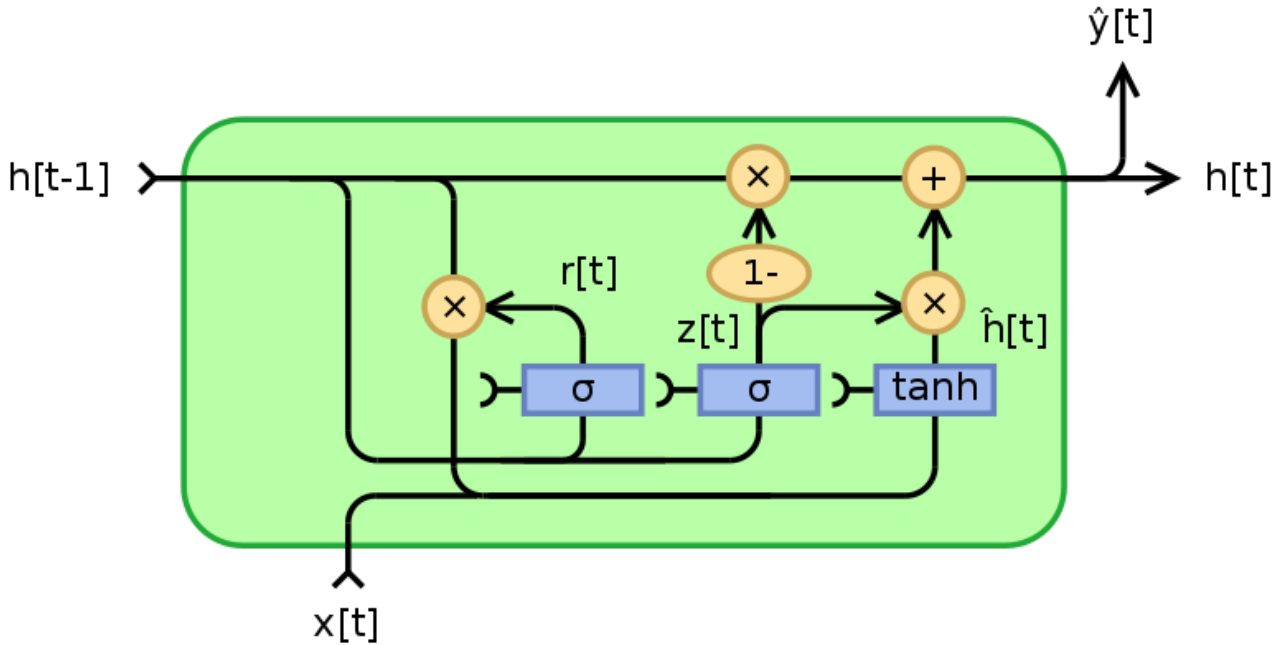 ŷ[t]
h[t-1]
×
+
h[t]
r[t]
1-
×
×
z[t]
ĥ[t]
σ
σ
tanh
x[t]